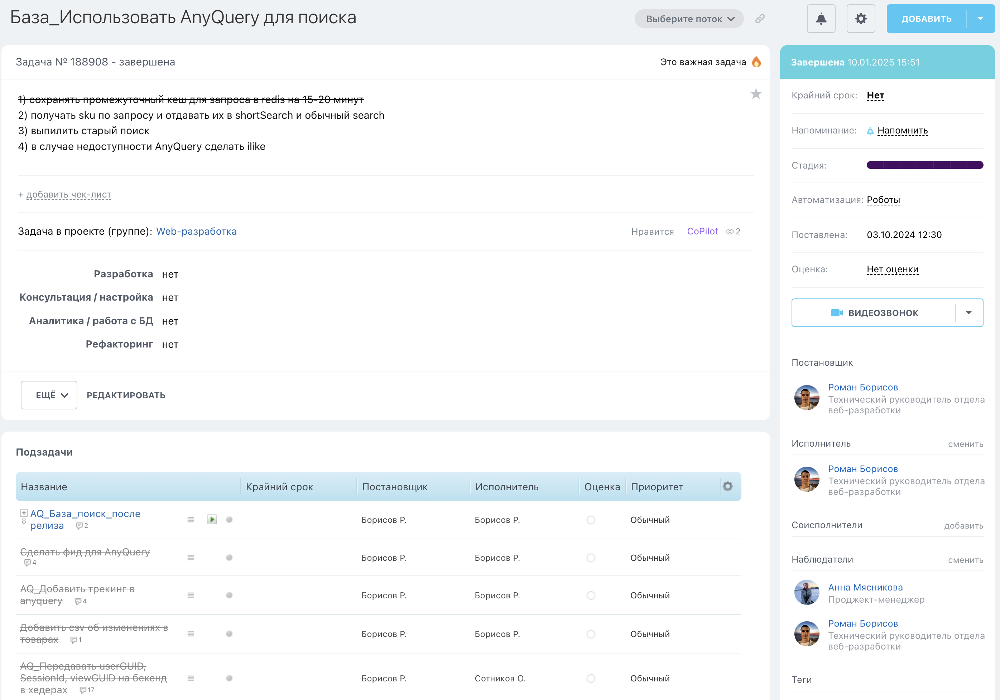 База_Использовать AnyQuery для поиска
Выберите поток
ДОБАВИТЬ
Задача № 188908 - завершена
Это важная задача
1) сохранять промежуточный кеш для запроса в redis на 15-20 минут
2) получать sku по запросу и отдавать их в shortSearch и обычный search
3) выпилить старый поиск
4) в случае недоступности AnyQuery сделать ilike
+ добавить чек-лист
Задача в проекте (группе): Web-разработка
Нравится CoPilot 2
Разработка нет
Консультация / настройка нет
Аналитика / работа с БД нет
Рефакторинг нет
ЕЩЁ РЕДАКТИРОВАТЬ
Подзадачи
Название Крайний срок Постановщик Исполнитель Оценка Приоритет
AQ_База_поиск_после
8 релиза 2
Борисов Р. Борисов Р. Обычный
Сделать фид для AnyQuery
4
Борисов Р. Борисов Р. Обычный
AQ_Добавить трекинг в
anyquery 4
Борисов Р. Борисов Р. Обычный
Добавить csv об изменениях в
товарах 1
Борисов Р. Борисов Р. Обычный
AQ_Передавать userGUID,
SessionId, viewGUID на бекенд
в хедерах 17
Борисов Р. Сотников О. Обычный
Завершена 10.01.2025 15:51
Крайний срок: Нет
Напоминание: Напомнить
Стадия:
Автоматизация: Роботы
Поставлена: 03.10.2024 12:30
Оценка: Нет оценки
ВИДЕОЗВОНОК
Постановщик
Роман Борисов
Технический руководитель отдела
веб-разработки
Исполнитель сменить
Роман Борисов
Технический руководитель отдела
веб-разработки
Соисполнители добавить
Наблюдатели сменить
Анна Мясникова
Проджект-менеджер
Роман Борисов
Технический руководитель отдела
веб-разработки
Теги